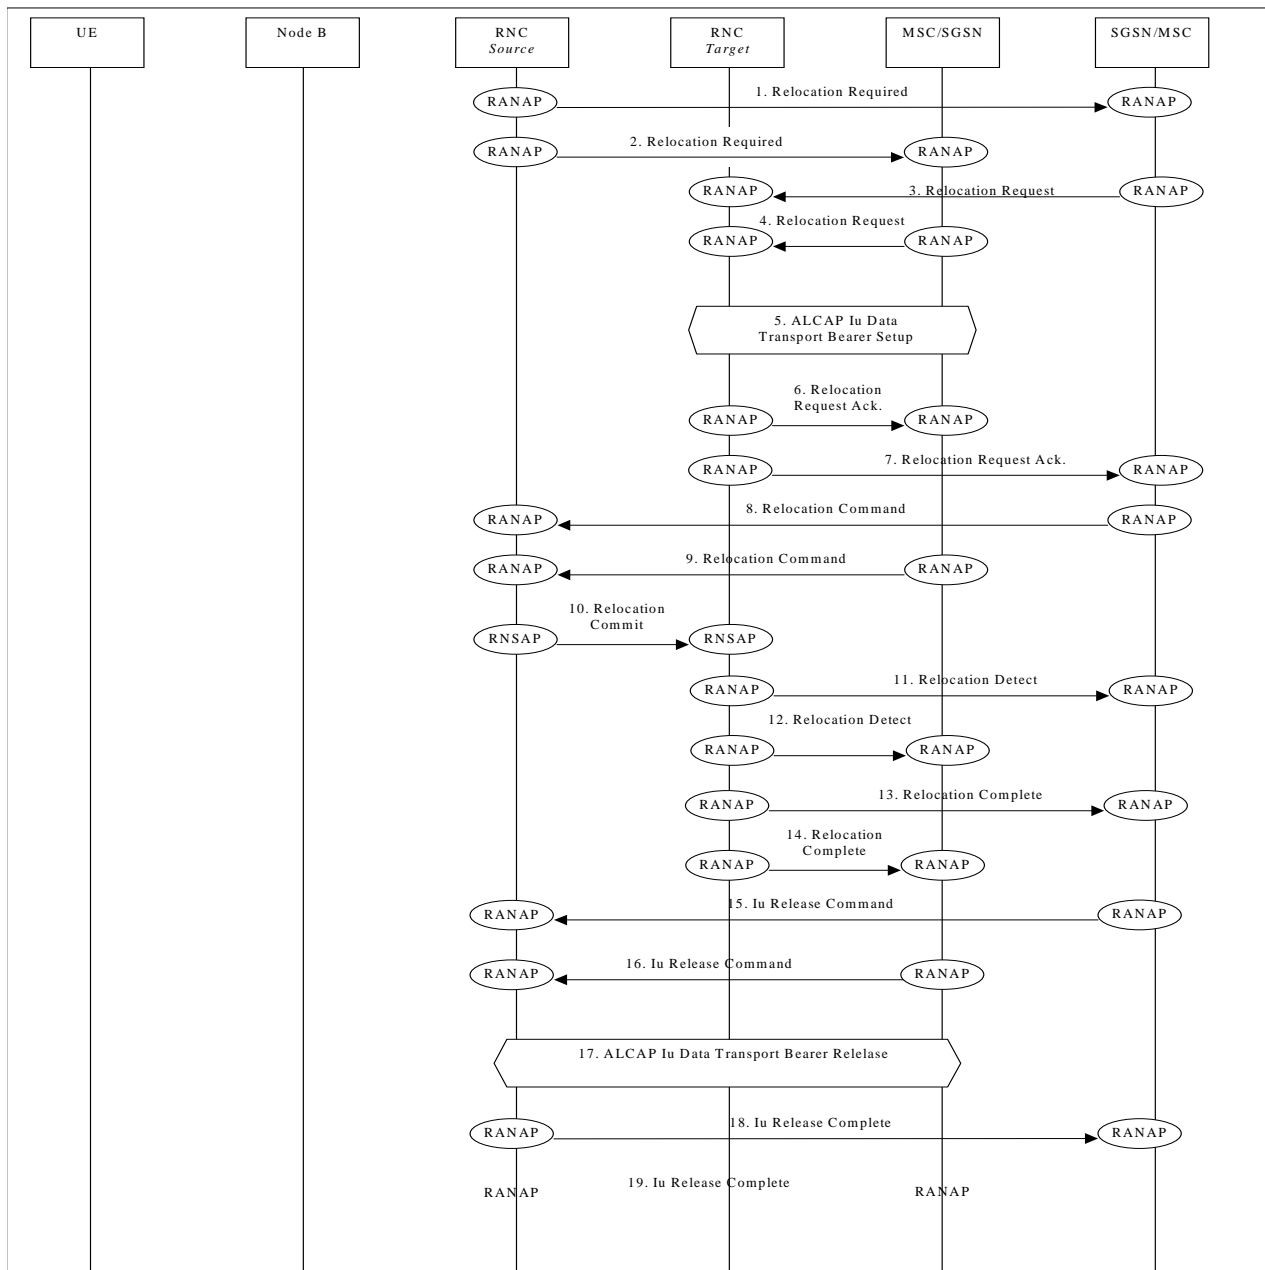 UE
Node B
RNC
Source
RNC
Target
MSC/SGSN
SGSN/MSC
RANAP
1. Relocation Required
RANAP
RANAP
2. Relocation Required
RANAP
RANAP
3. Relocation Request
RANAP
4. Relocation Request
RANAP
RANAP
5. ALCAP Iu Data
Transport Bearer Setup
6. Relocation
Request Ack.
RANAP
RANAP
RANAP
7. Relocation Request Ack.
RANAP
RANAP
8. Relocation Command
RANAP
RANAP
9. Relocation Command
RANAP
10. Relocation
Commit
RNSAP
RNSAP
RANAP
11. Relocation Detect
RANAP
12. Relocation Detect
RANAP
RANAP
RANAP
13. Relocation Complete
RANAP
14. Relocation
Complete
RANAP
RANAP
RANAP
15. Iu Release Command
RANAP
RANAP
16. Iu Release Command
RANAP
17. ALCAP Iu Data Transport Bearer Relelase
RANAP
18. Iu Release Complete
RANAP
RANAP
19. Iu Release Complete
RANAP